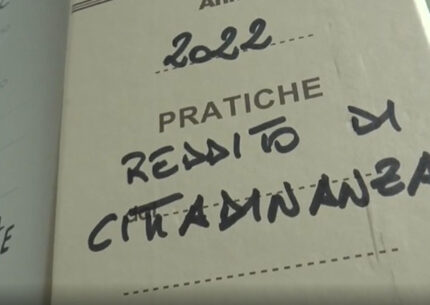 2022
PRATICHE
REDDITO DI
CITTADINANZA